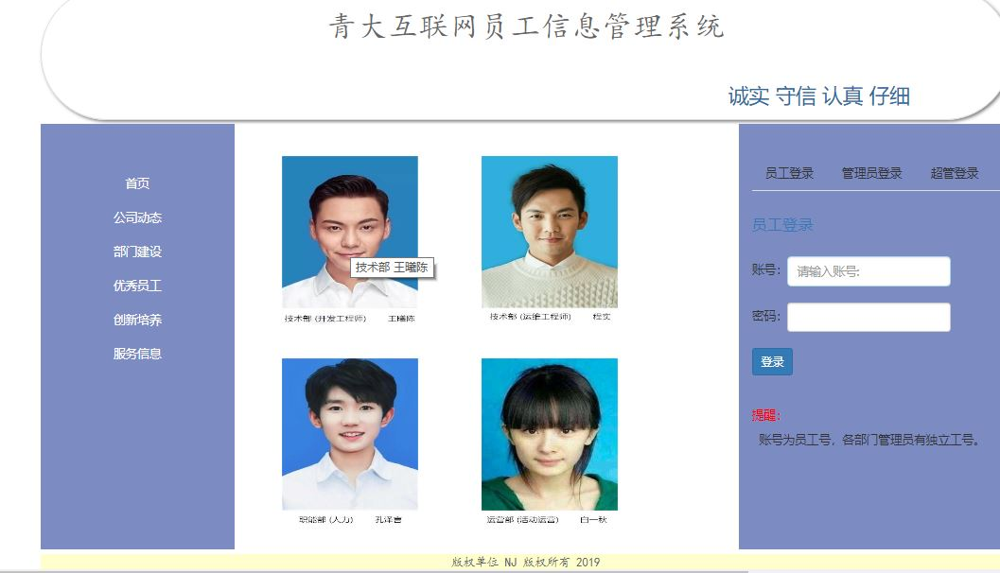 青大互联网员工信息管理系统
诚实 守信 认真 仔细
首页
公司动态
部门建设
优秀员工
创新培养
服务信息
技术部 王曦陈
技术部 (开发工程师) 王曦陈
技术部 (运维工程师) 程实
职能部 (人力) 孔泽言
运营部 (活动运营) 白一秋
员工登录 管理员登录 超管登录
员工登录
账号: 请输入账号:
密码:
登录
提醒:
账号为员工号，各部门管理员有独立工号。
版权单位 NJ 版权所有 2019